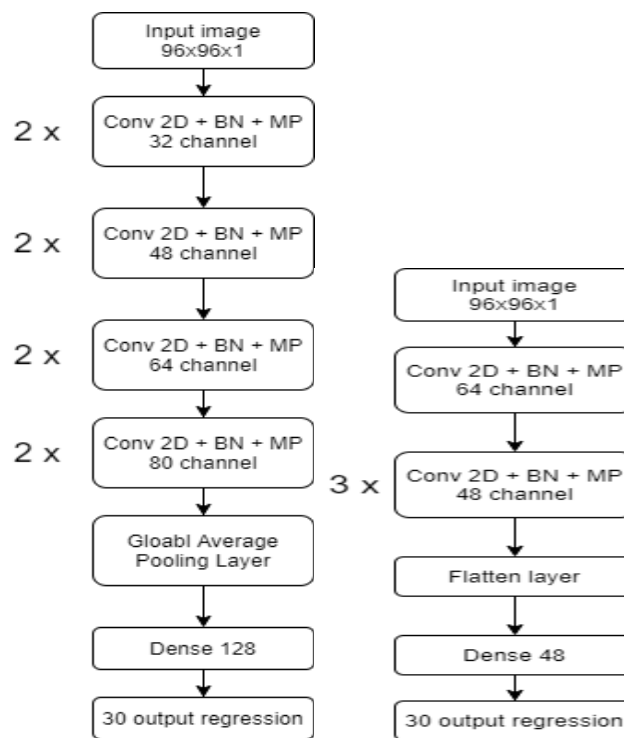 Input image
96x96x1
2 x
Conv 2D + BN + MP
32 channel
2 x
Conv 2D + BN + MP
48 channel
2 x
Conv 2D + BN + MP
64 channel
2 x
Conv 2D + BN + MP
80 channel
Gloabl Average
Pooling Layer
Dense 128
30 output regression
Input image
96x96x1
Conv 2D + BN + MP
64 channel
3 x
Conv 2D + BN + MP
48 channel
Flatten layer
Dense 48
30 output regression